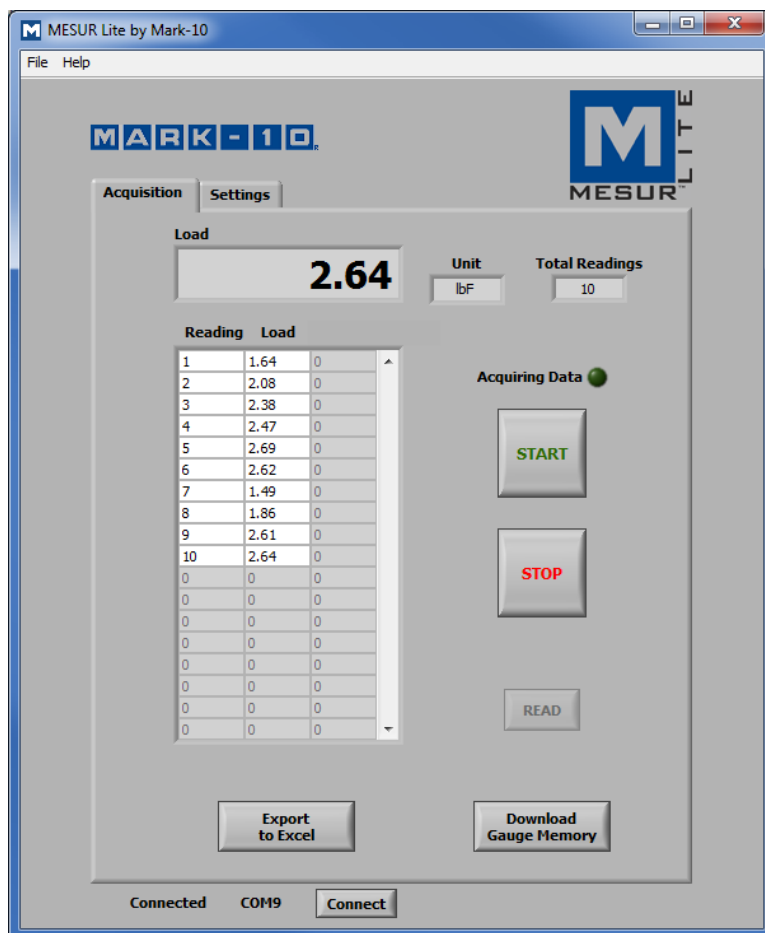 M MESUR Lite by Mark-10
File Help
MARK-10
M
MESUR™
LITE
Acquisition Settings
Load
2.64
Unit
lbF
Total Readings
10
Reading Load
1 1.64 0
2 2.08 0
3 2.38 0
4 2.47 0
5 2.69 0
6 2.62 0
7 1.49 0
8 1.86 0
9 2.61 0
10 2.64 0
0 0 0
0 0 0
0 0 0
0 0 0
0 0 0
0 0 0
0 0 0
0 0 0
Acquiring Data
START
STOP
READ
Export
to Excel
Download
Gauge Memory
Connected COM9 Connect